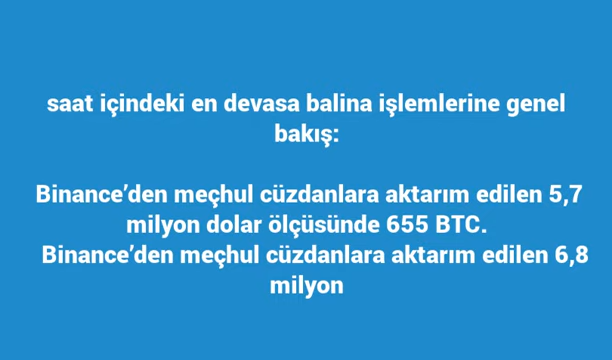 saat içindeki en devasa balina işlemlerine genel
bakış:
Binance’den meçhul cüzdanlara aktarım edilen 5,7
milyon dolar ölçüsünde 655 BTC.
Binance’den meçhul cüzdanlara aktarım edilen 6,8
milyon